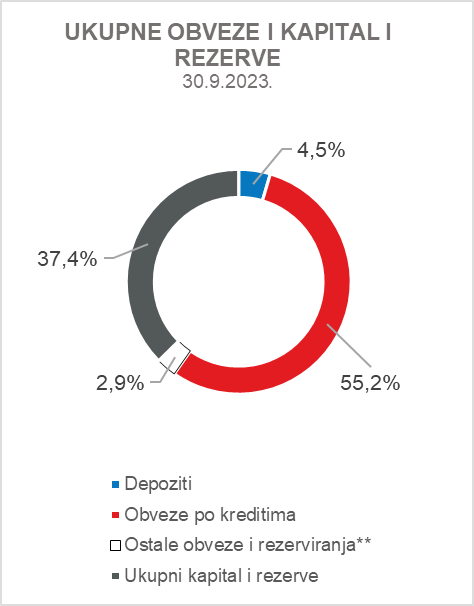 UKUPNE OBVEZE I KAPITAL I
REZERVE
30.9.2023.
4,5%
37,4%
2,9%
55,2%
Depoziti
Obveze po kreditima
Ostale obveze i rezerviranja**
Ukupni kapital i rezerve